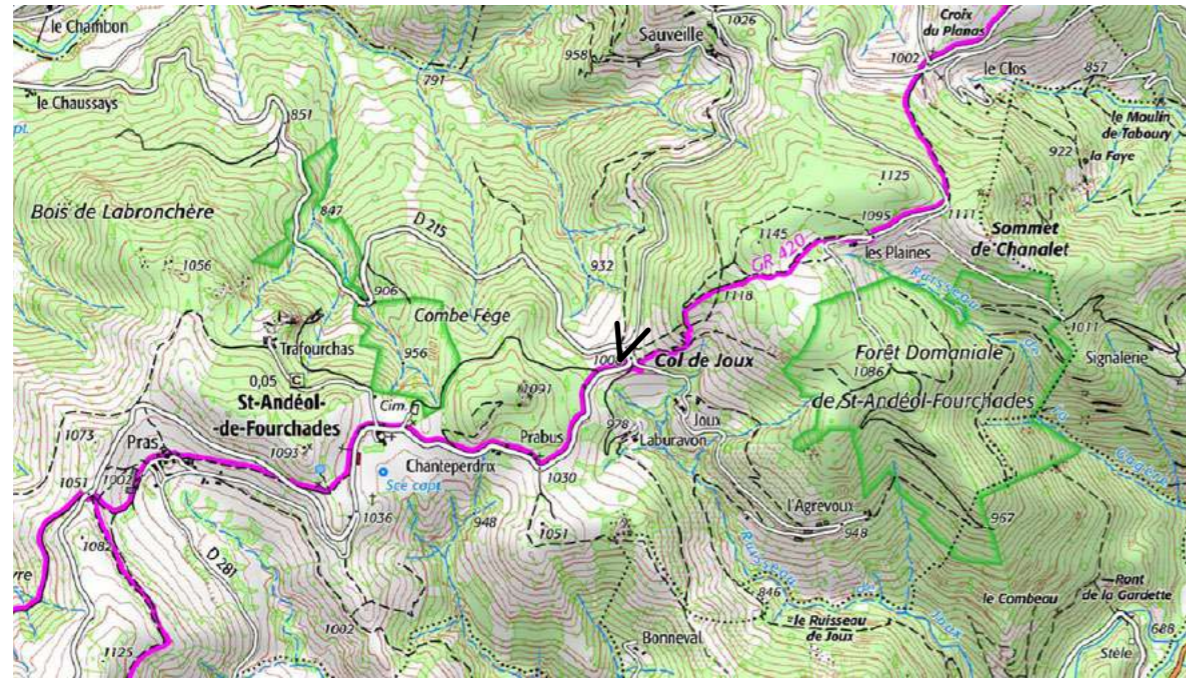 le Chambon
Sauveille
1026
Croix
du Planas
958
1002
le Clos
857
791
le Chaussays
851
le Moulin
de Taboury
922
la Faye
1125
Bois de Labronchère
847
D 215
1095
1111
1145
GR 420
les Plaines
Sommet
de Chanalet
1056
932
906
1118
Ruisseau
Combe Fège
1011
Trafourchas
956
Col de Joux
Forêt Domaniale
1086
de St-Andéol-Fourchades
Signalerie
0,05
C
St-Andéol-
-de-Fourchades
Cim.
1091
978
Joux
Laburavon
1073
Pras
1093
Prabus
Chanteperdrix
Sce capt.
1030
1051
1002
1036
948
1051
l'Agrevoux
948
967
1082
D 281
Ruisseau
846
le Combeau
Pont
de la Gardette
le Ruisseau
de Joux
Joux
1002
Bonneval
688
Stèle
1125